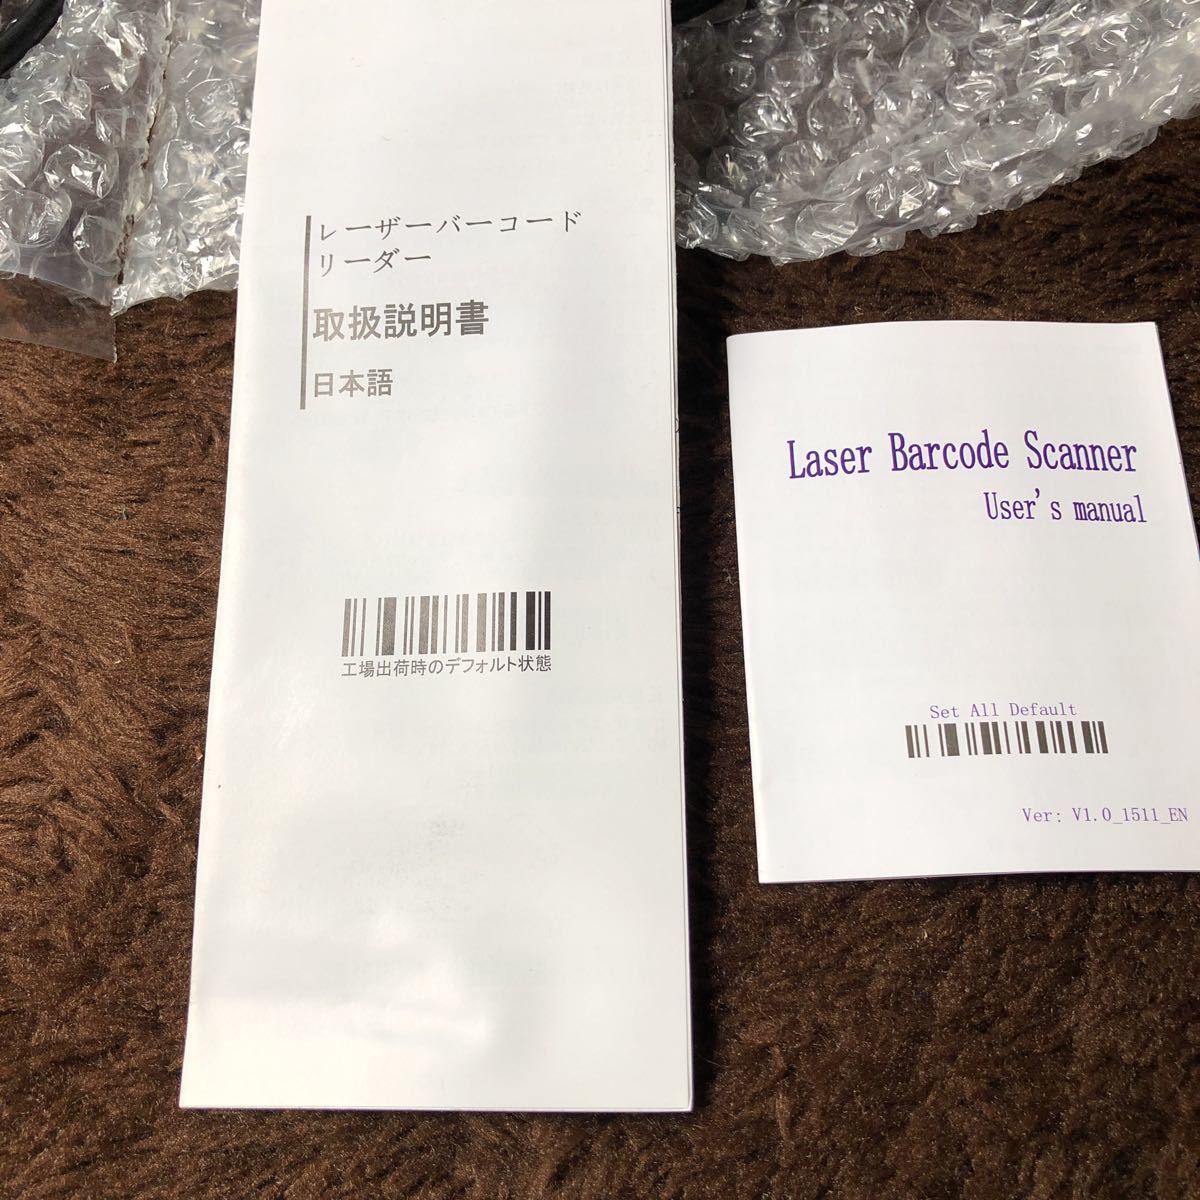 レーザーバーコード
リーダー
取扱説明書
日本語
工場出荷時のデフォルト状態
Laser Barcode Scanner
User's manual
Set All Default
Ver: V1.0_1511_EN